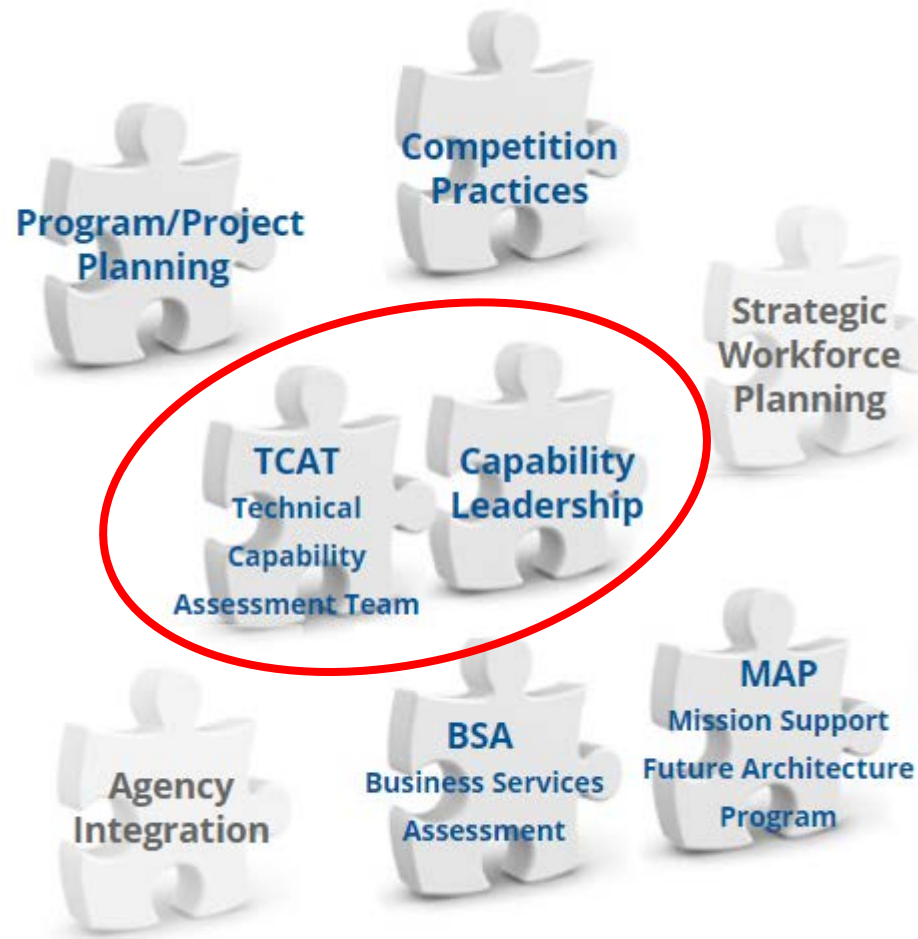 Competition
Practices
Program/Project
Planning
Strategic
Workforce
Planning
TCAT
Technical
Capability
Assessment Team
Capability
Leadership
MAP
Mission Support
Future Architecture
Program
BSA
Business Services
Assessment
Agency
Integration